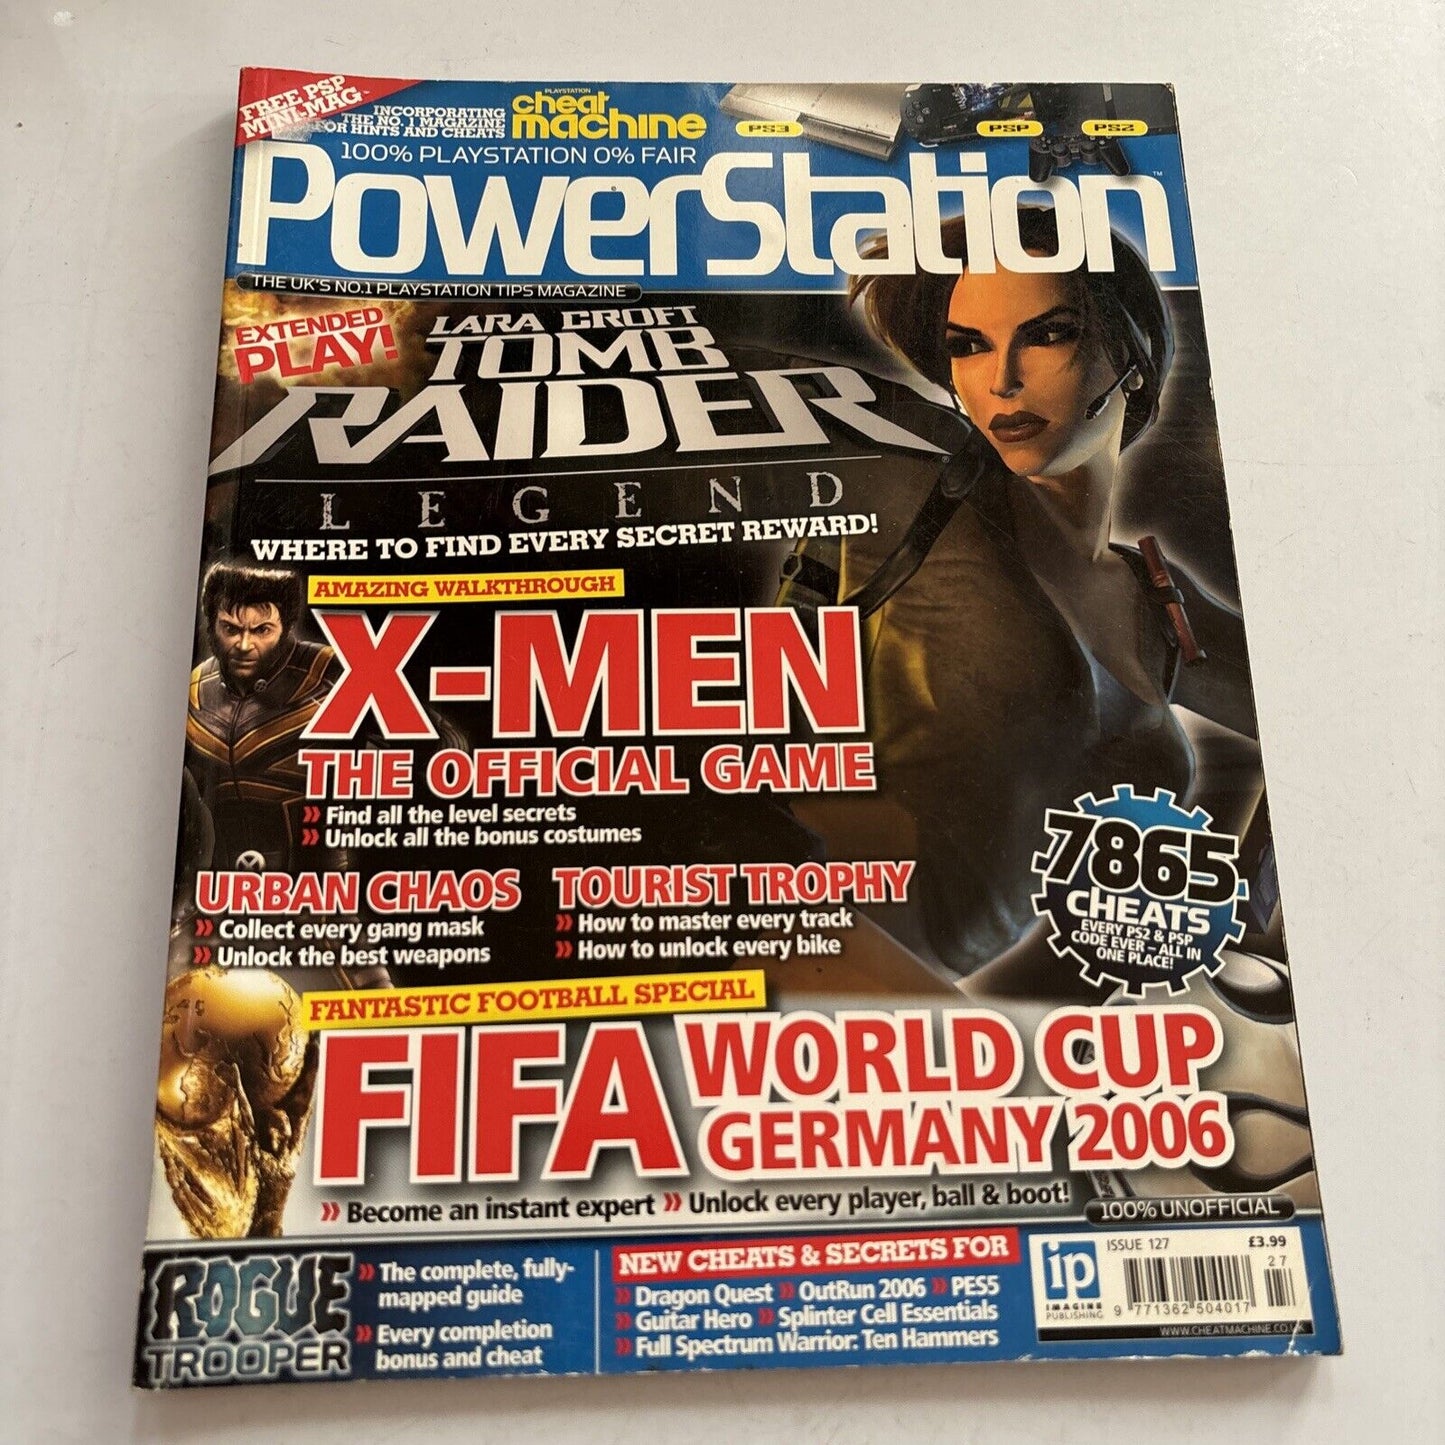 FREE PSP
MINI-MAG
INCORPORATING
THE NO. 1 MAGAZINE
FOR HINTS AND CHEATS
PLAYSTATION
cheat
machine
PS3
PSP
PS2
100% PLAYSTATION 0% FAIR
PowerStation™
THE UK'S NO.1 PLAYSTATION TIPS MAGAZINE
EXTENDED
PLAY!
LARA CROFT
TOMB
RAIDER®
LEGEND
WHERE TO FIND EVERY SECRET REWARD!
AMAZING WALKTHROUGH
X-MEN
THE OFFICIAL GAME
» Find all the level secrets
» Unlock all the bonus costumes
URBAN CHAOS
» Collect every gang mask
» Unlock the best weapons
TOURIST TROPHY
» How to master every track
» How to unlock every bike
7865
CHEATS
EVERY PS2 & PSP
CODE EVER – ALL IN
ONE PLACE!
FANTASTIC FOOTBALL SPECIAL
FIFA WORLD CUP
GERMANY 2006
» Become an instant expert » Unlock every player, ball & boot!
100% UNOFFICIAL
ROGUE
TROOPER
» The complete, fully-
mapped guide
» Every completion
bonus and cheat
NEW CHEATS & SECRETS FOR
» Dragon Quest » OutRun 2006 » PES5
» Guitar Hero » Splinter Cell Essentials
» Full Spectrum Warrior: Ten Hammers
ip
IMAGINE
PUBLISHING
ISSUE 127
£3.99
27
9 771362 504017
WWW.CHEATMACHINE.CO.UK